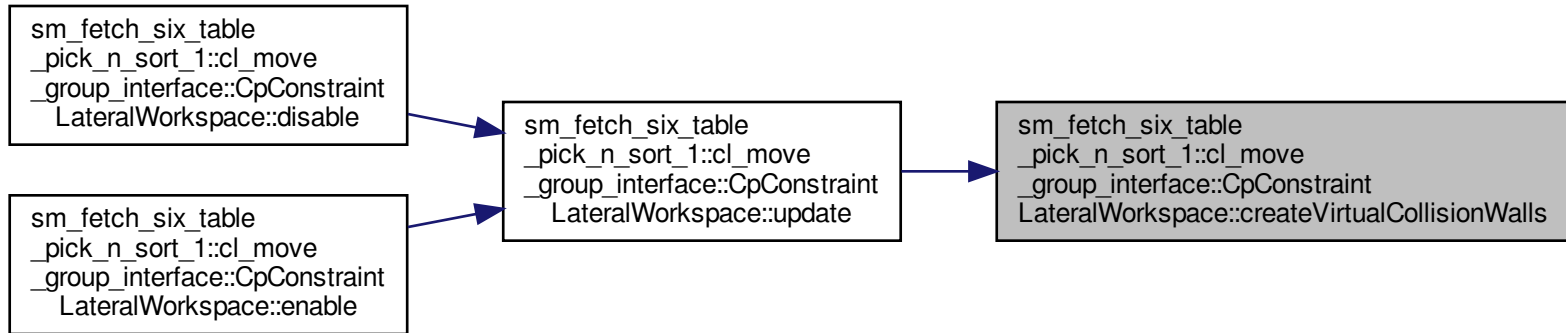 sm_fetch_six_table
_pick_n_sort_1::cl_move
_group_interface::CpConstraint
LateralWorkspace::disable
sm_fetch_six_table
_pick_n_sort_1::cl_move
_group_interface::CpConstraint
LateralWorkspace::enable
sm_fetch_six_table
_pick_n_sort_1::cl_move
_group_interface::CpConstraint
LateralWorkspace::update
sm_fetch_six_table
_pick_n_sort_1::cl_move
_group_interface::CpConstraint
LateralWorkspace::createVirtualCollisionWalls